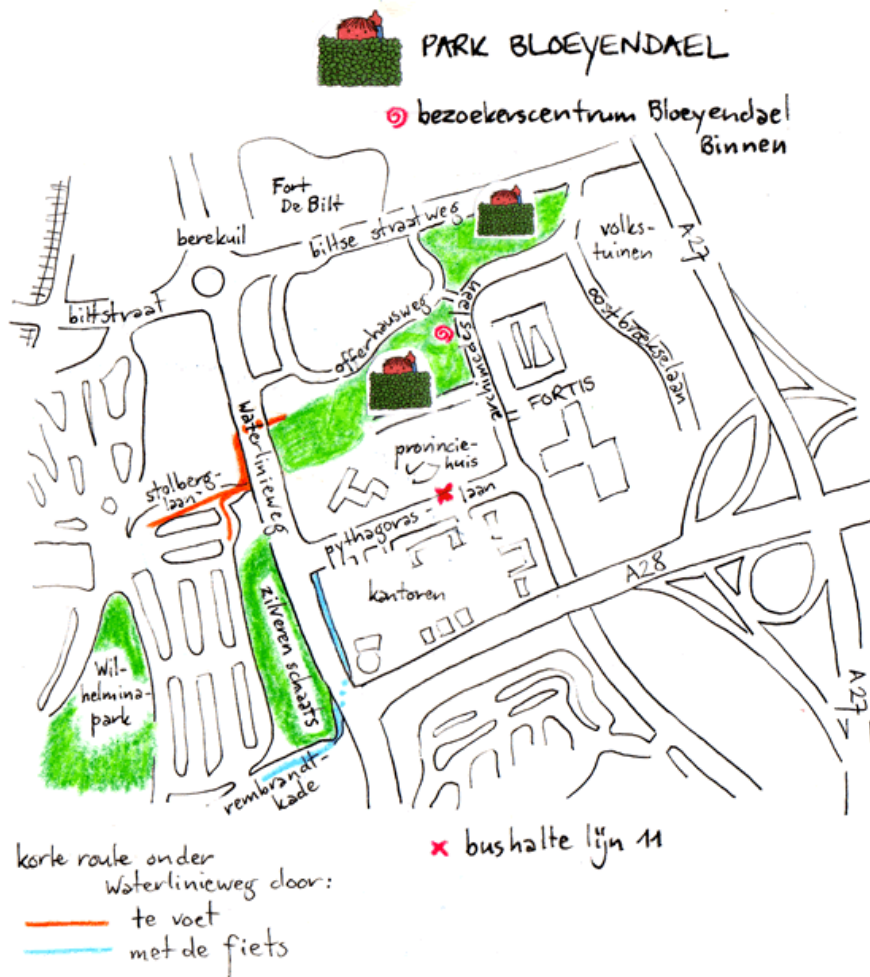 PARK BLOEYENDAEL
bezoekerscentrum Bloeyendael
Binnen
Fort
De Bilt
berekuil
biltse straatweg
volks-
tuinen
A27
biltstraat
offerhausweg
archimedeslaan
oostbroekselaan
FORTIS
waterlinieweg
provincie-
huis
stolberg-
laan
pythagoras-
laan
A28
kantoren
zilveren schaats
Wil-
helmina-
park
A27
rembrandt-
kade
bushalte lijn 11
korte route onder
Waterlinieweg door:
te voet
met de fiets